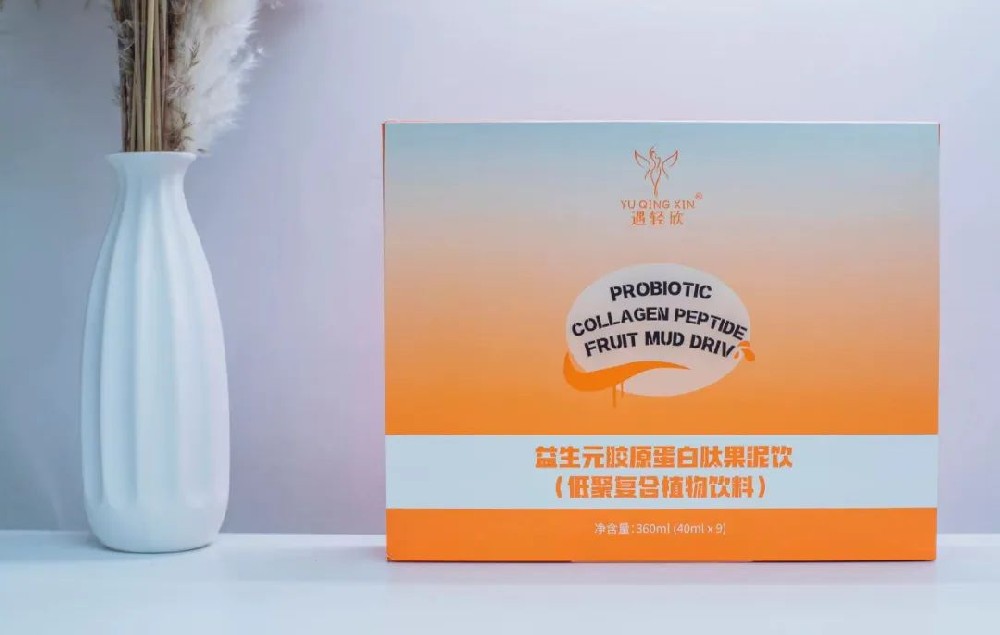 YU QING XIN®
遇轻欣
PROBIOTIC
COLLAGEN PEPTIDE
FRUIT MUD DRIV
益生元胶原蛋白肽果泥饮
(低聚复合植物饮料)
净含量:360ml (40ml x 9)